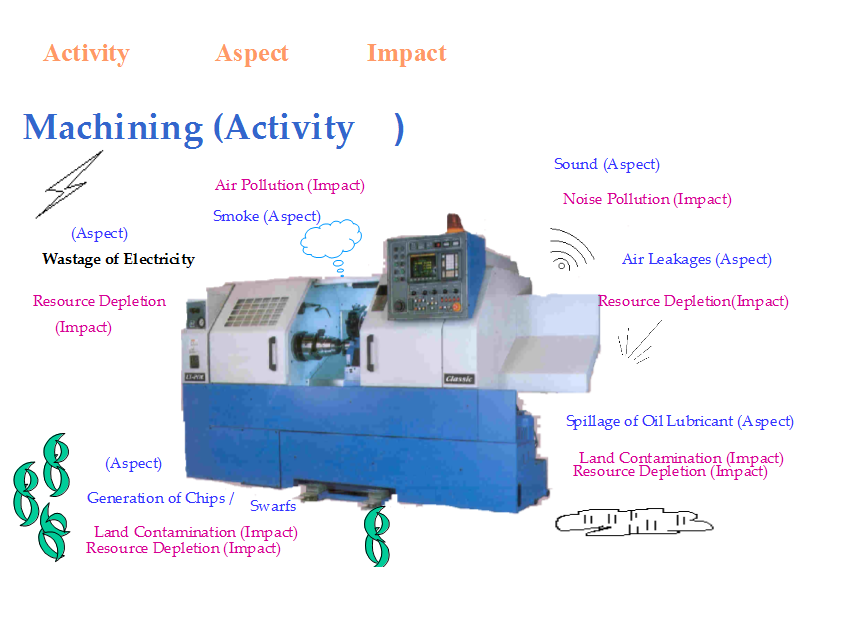 Activity Aspect Impact
Machining (Activity )
Sound (Aspect)
Air Pollution (Impact)
Noise Pollution (Impact)
Smoke (Aspect)
(Aspect)
Wastage of Electricity
Air Leakages (Aspect)
Resource Depletion
(Impact)
Resource Depletion(Impact)
Classic
Spillage of Oil Lubricant (Aspect)
Land Contamination (Impact)
Resource Depletion (Impact)
(Aspect)
Generation of Chips / Swarfs
Land Contamination (Impact)
Resource Depletion (Impact)